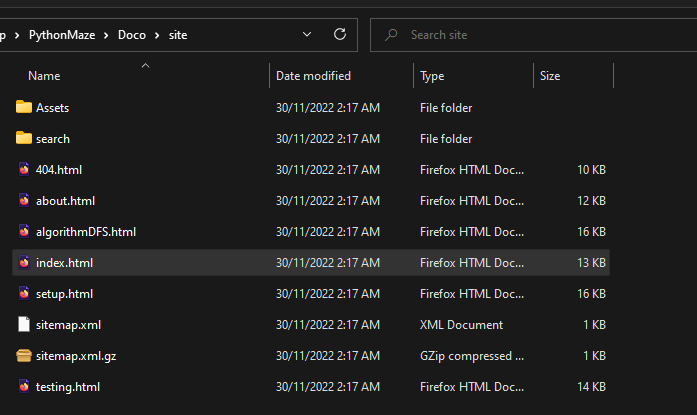 p > PythonMaze > Doco > site Search site
Name Date modified Type Size
Assets 30/11/2022 2:17 AM File folder
search 30/11/2022 2:17 AM File folder
404.html 30/11/2022 2:17 AM Firefox HTML Doc... 10 KB
about.html 30/11/2022 2:17 AM Firefox HTML Doc... 12 KB
algorithmDFS.html 30/11/2022 2:17 AM Firefox HTML Doc... 16 KB
index.html 30/11/2022 2:17 AM Firefox HTML Doc... 13 KB
setup.html 30/11/2022 2:17 AM Firefox HTML Doc... 16 KB
sitemap.xml 30/11/2022 2:17 AM XML Document 1 KB
sitemap.xml.gz 30/11/2022 2:17 AM GZip compressed ... 1 KB
testing.html 30/11/2022 2:17 AM Firefox HTML Doc... 14 KB